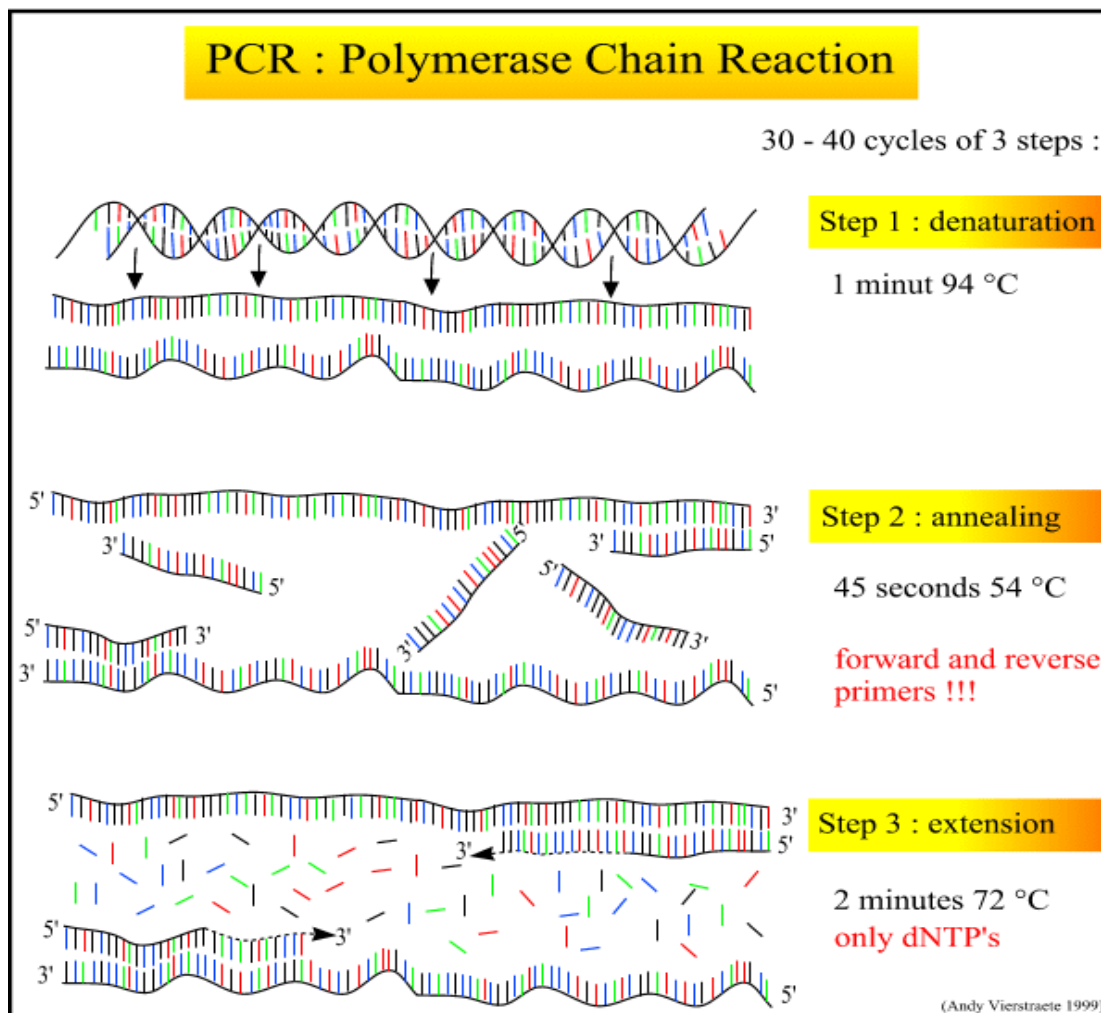 PCR : Polymerase Chain Reaction
30 - 40 cycles of 3 steps :
Step 1 : denaturation
1 minut 94 °C
5'
3'
Step 2 : annealing
3'
5'
5'
3'
5'
5'
45 seconds 54 °C
5'
3'
3'
3'
3'
5'
forward and reverse
primers !!!
5'
3'
Step 3 : extension
3'
5'
2 minutes 72 °C
only dNTP's
5'
3'
3'
5'
(Andy Vierstraete 1999)